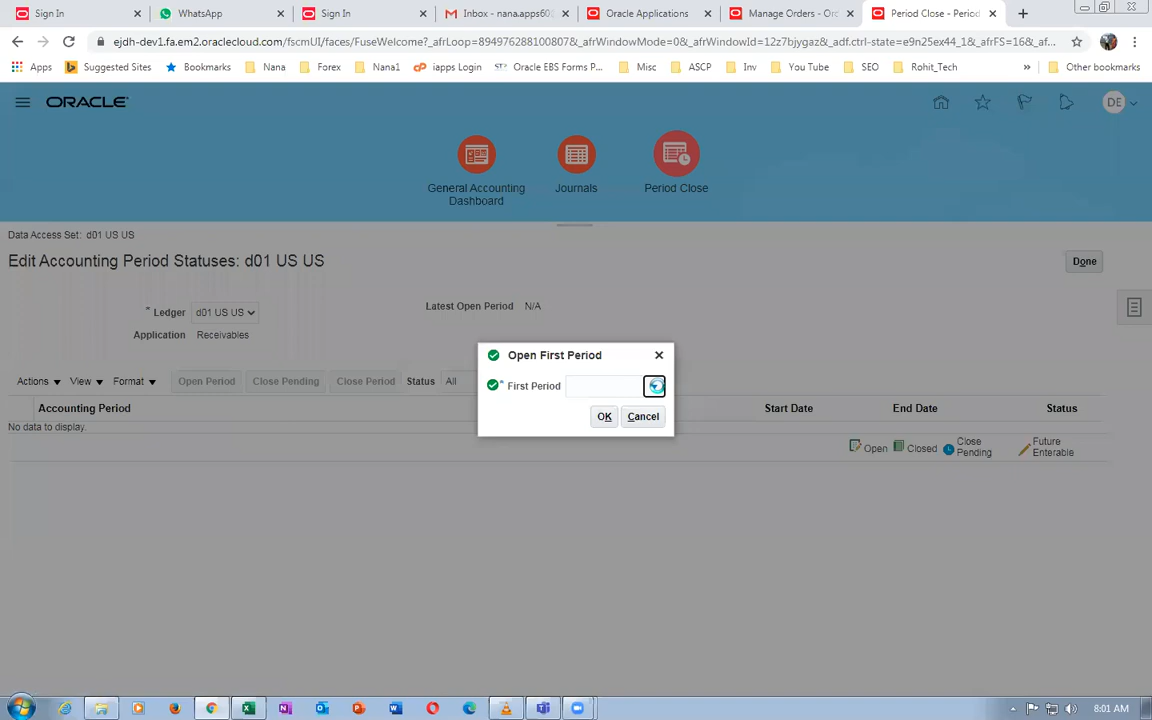 Sign In
WhatsApp
Sign In
Inbox - nana.apps60
Oracle Applications
Manage Orders - Orc
Period Close - Period
ejdh-dev1.fa.em2.oraclecloud.com/fscmUI/faces/FuseWelcome?_afrLoop=894976288100807&_afrWindowMode=0&_afrWindowId=12z7bjygaz&_adf.ctrl-state=e9n25ex44_1&_afrFS=16&_af...
Apps
Suggested Sites
Bookmarks
Nana
Forex
Nana1
iapps Login
Oracle EBS Forms P...
Misc
ASCP
Inv
You Tube
SEO
Rohit_Tech
»
Other bookmarks
ORACLE
DE
General Accounting
Dashboard
Journals
Period Close
Data Access Set: d01 US US
Edit Accounting Period Statuses: d01 US US
Done
* Ledger d01 US US
Latest Open Period N/A
Application Receivables
Open First Period
* First Period
OK Cancel
Actions View Format Open Period Close Pending Close Period Status All
Accounting Period Start Date End Date Status
No data to display.
Open Closed Close
Pending
Future
Enterable
8:01 AM